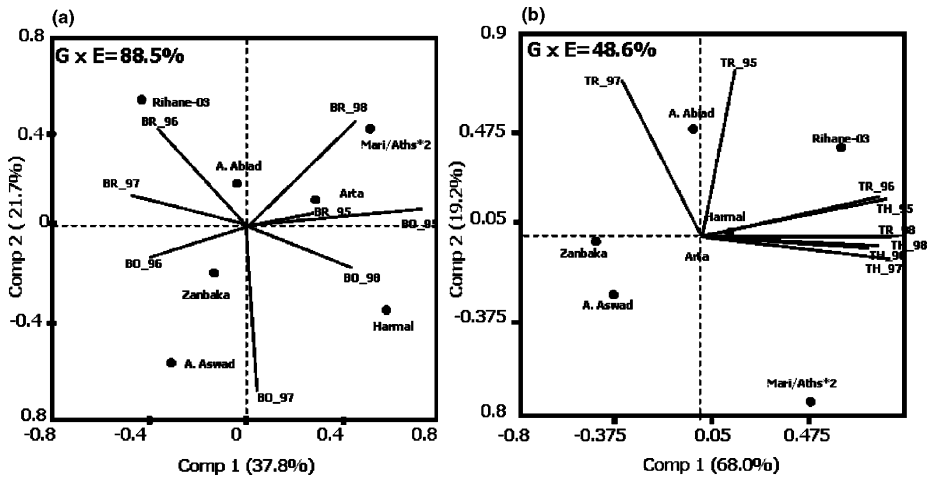 (a)
0.8
G x E=88.5%
Rihane-03
BR_96
BR_98
Mari/Aths*2
0.4
A. Abiad
BR_97
Arta
BR_95
0
BO_95
BO_96
BO_98
Zanbaka
Harmal
-0.4
A. Aswad
BO_97
0.8
-0.8
-0.4
0
0.4
0.8
Comp 1 (37.8%)
Comp 2 (21.7%)
(b)
0.9
G x E=48.6%
TR_97
TR_95
A. Abiad
0.475
Rihane-03
TR_96
TH_95
Harmal
0.05
TR_98
Zanbaka
Arta
TH_98
TH_96
TH_97
A. Aswad
-0.375
Mari/Aths*2
0.8
-0.8
-0.375
0.05
0.475
Comp 1 (68.0%)
Comp 2 (19.2%)